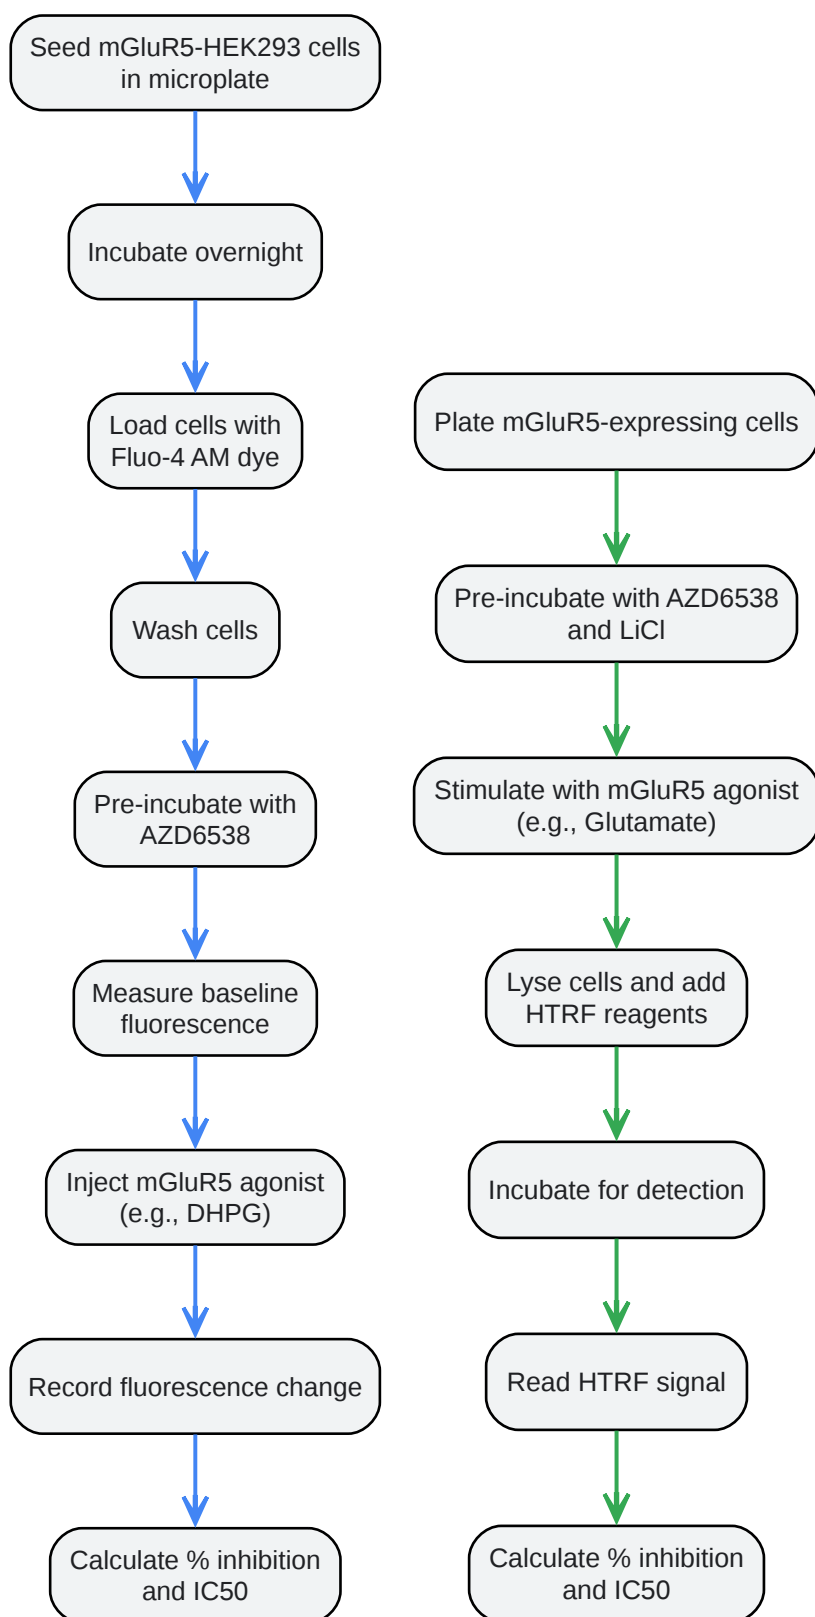 Seed mGluR5-HEK293 cells
in microplate
Incubate overnight
Load cells with
Fluo-4 AM dye
Wash cells
Pre-incubate with
AZD6538
Measure baseline
fluorescence
Inject mGluR5 agonist
(e.g., DHPG)
Record fluorescence change
Calculate % inhibition
and IC50
Plate mGluR5-expressing cells
Pre-incubate with AZD6538
and LiCl
Stimulate with mGluR5 agonist
(e.g., Glutamate)
Lyse cells and add
HTRF reagents
Incubate for detection
Read HTRF signal
Calculate % inhibition
and IC50